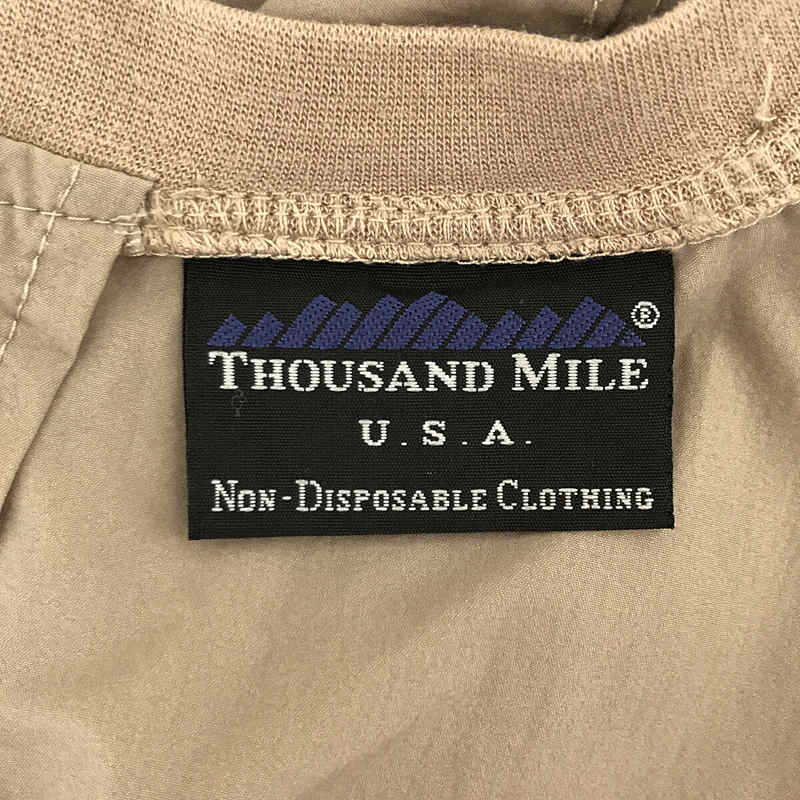 ®
THOUSAND MILE
U.S.A.
NON-DISPOSABLE CLOTHING